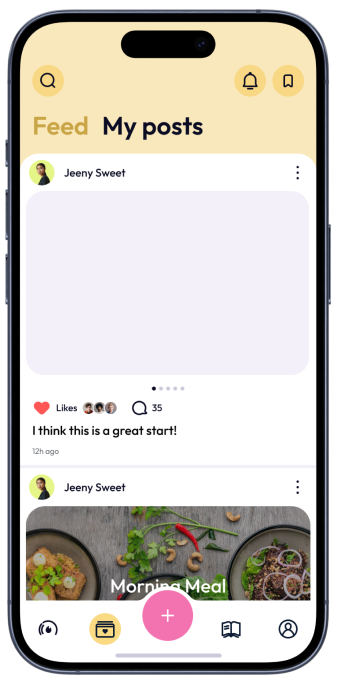 Feed My posts
Jeeny Sweet
Likes 35
I think this is a great start!
12h ago
Jeeny Sweet
Morning Meal